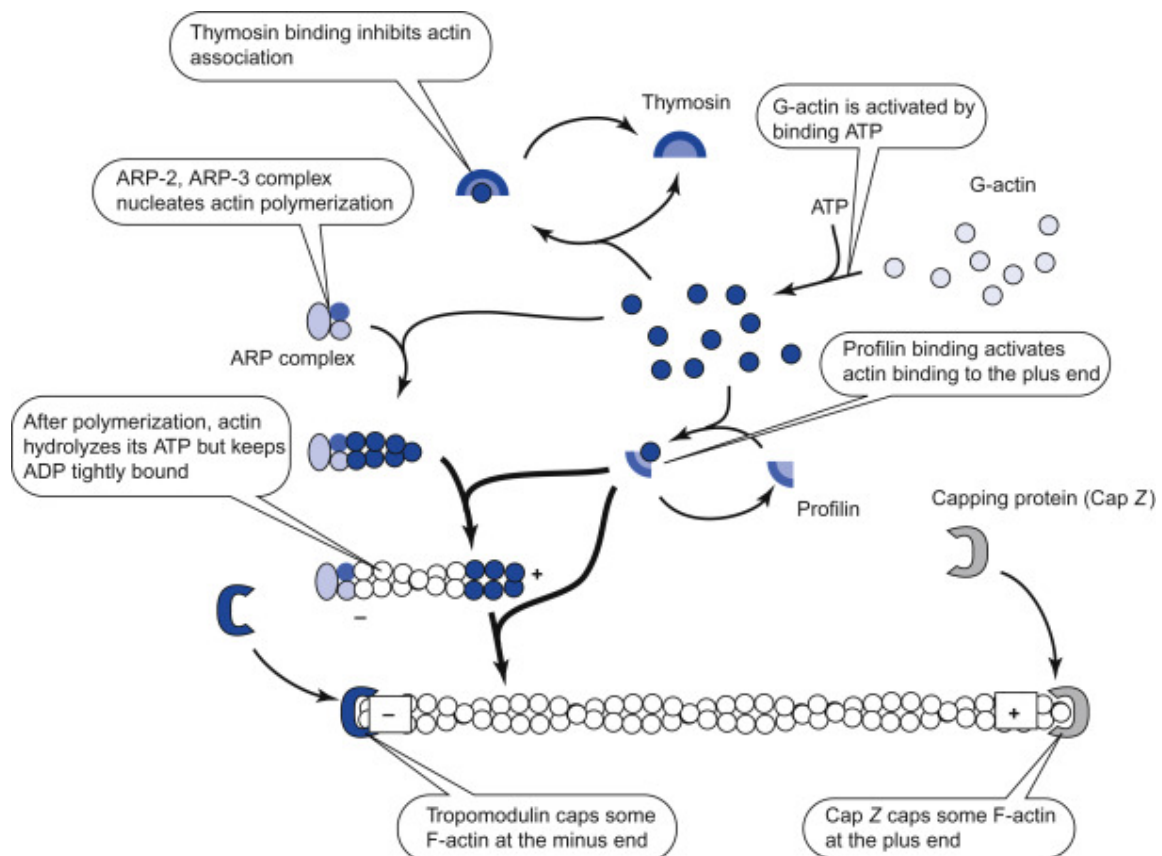 Thymosin binding inhibits actin
association
Thymosin
G-actin is activated by
binding ATP
ARP-2, ARP-3 complex
nucleates actin polymerization
G-actin
ATP
ARP complex
Profilin binding activates
actin binding to the plus end
After polymerization, actin
hydrolyzes its ATP but keeps
ADP tightly bound
Profilin
Capping protein (Cap Z)
+
–
–
+
Tropomodulin caps some
F-actin at the minus end
Cap Z caps some F-actin
at the plus end